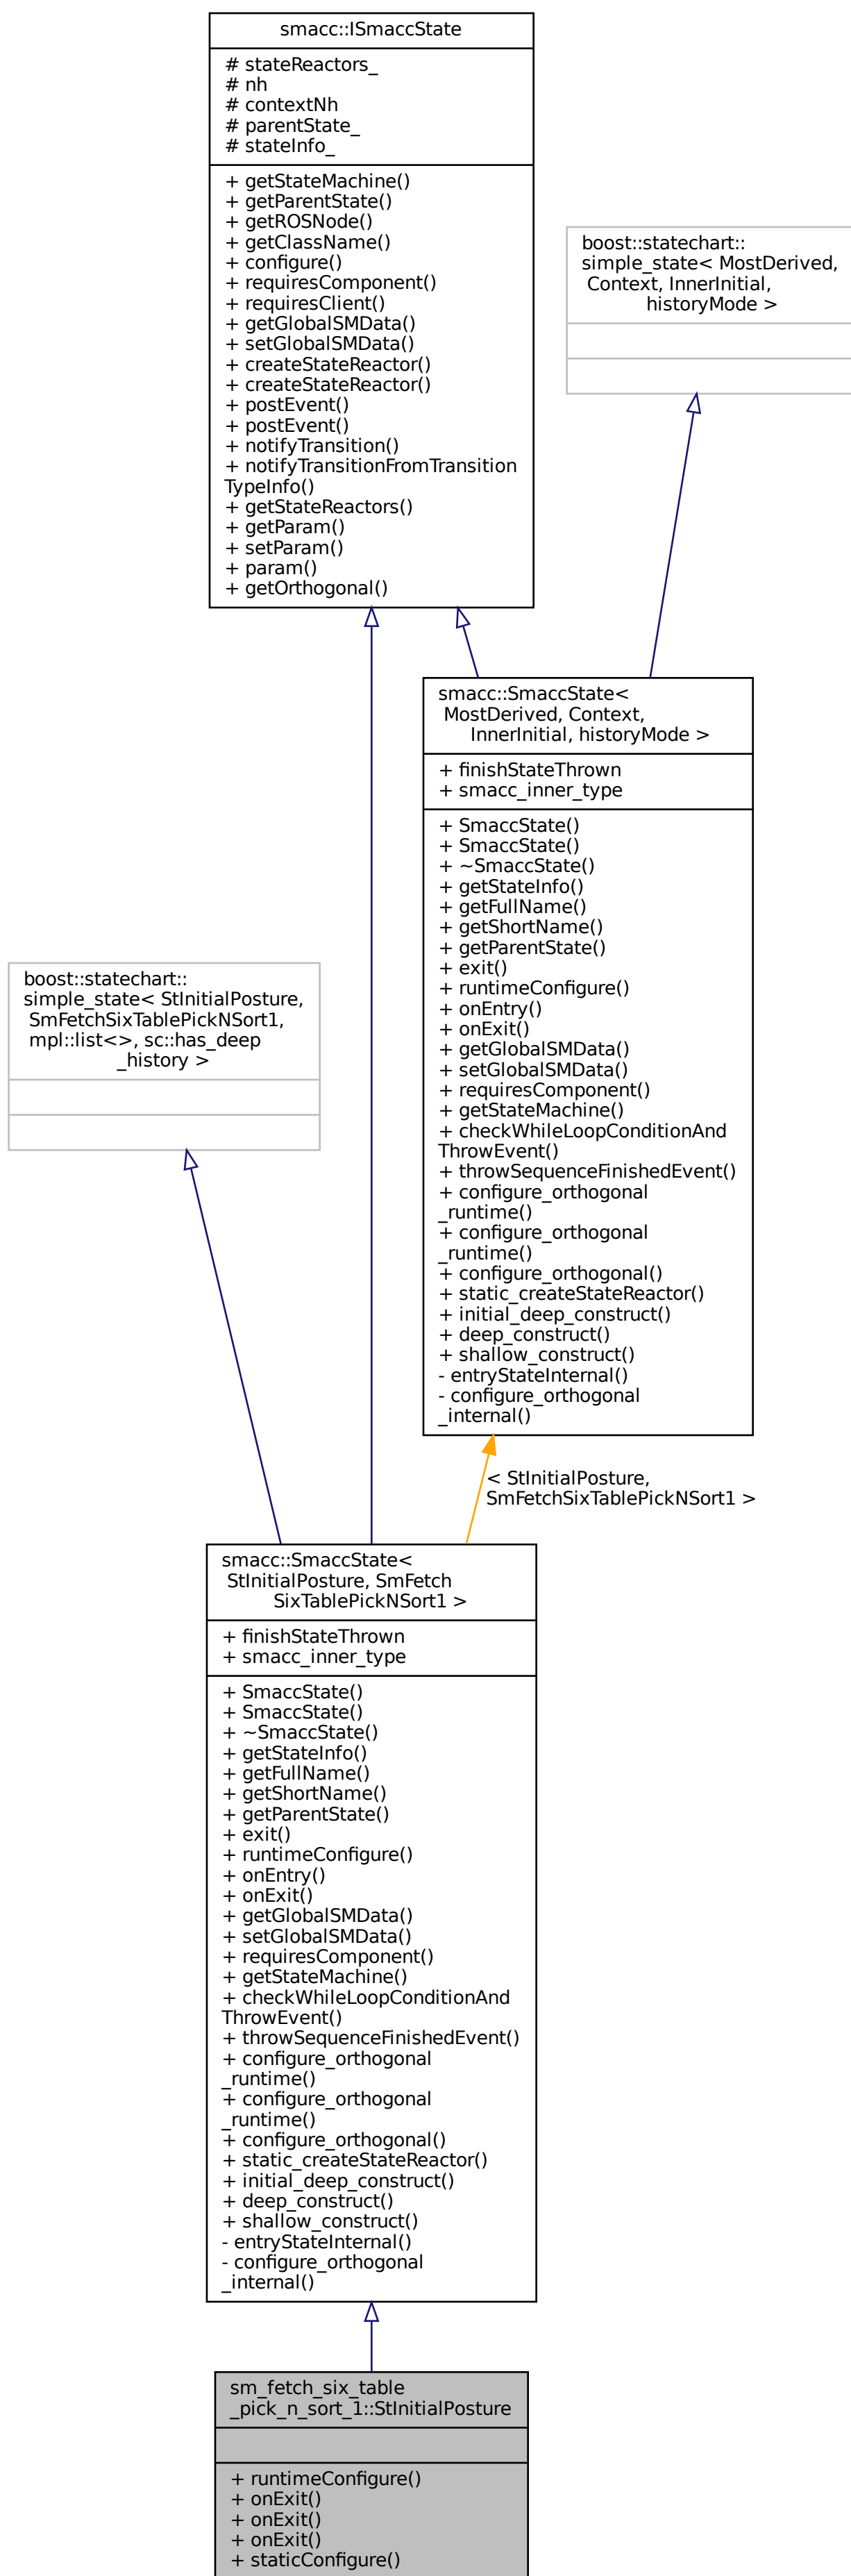 smacc::ISmaccState
# stateReactors_
# nh
# contextNh
# parentState_
# stateInfo_
+ getStateMachine()
+ getParentState()
+ getROSNode()
+ getClassName()
+ configure()
+ requiresComponent()
+ requiresClient()
+ getGlobalSMData()
+ setGlobalSMData()
+ createStateReactor()
+ createStateReactor()
+ postEvent()
+ postEvent()
+ notifyTransition()
+ notifyTransitionFromTransition
TypeInfo()
+ getStateReactors()
+ getParam()
+ setParam()
+ param()
+ getOrthogonal()
boost::statechart::
simple_state< MostDerived,
Context, InnerInitial,
historyMode >
smacc::SmaccState<
MostDerived, Context,
InnerInitial, historyMode >
+ finishStateThrown
+ smacc_inner_type
+ SmaccState()
+ SmaccState()
+ ~SmaccState()
+ getStateInfo()
+ getFullName()
+ getShortName()
+ getParentState()
+ exit()
+ runtimeConfigure()
+ onEntry()
+ onExit()
+ getGlobalSMData()
+ setGlobalSMData()
+ requiresComponent()
+ getStateMachine()
+ checkWhileLoopConditionAnd
ThrowEvent()
+ throwSequenceFinishedEvent()
+ configure_orthogonal
_runtime()
+ configure_orthogonal
_runtime()
+ configure_orthogonal()
+ static_createStateReactor()
+ initial_deep_construct()
+ deep_construct()
+ shallow_construct()
- entryStateInternal()
- configure_orthogonal
_internal()
boost::statechart::
simple_state< StInitialPosture,
SmFetchSixTablePickNSort1,
mpl::list<>, sc::has_deep
_history >
< StInitialPosture,
SmFetchSixTablePickNSort1 >
smacc::SmaccState<
StInitialPosture, SmFetch
SixTablePickNSort1 >
+ finishStateThrown
+ smacc_inner_type
+ SmaccState()
+ SmaccState()
+ ~SmaccState()
+ getStateInfo()
+ getFullName()
+ getShortName()
+ getParentState()
+ exit()
+ runtimeConfigure()
+ onEntry()
+ onExit()
+ getGlobalSMData()
+ setGlobalSMData()
+ requiresComponent()
+ getStateMachine()
+ checkWhileLoopConditionAnd
ThrowEvent()
+ throwSequenceFinishedEvent()
+ configure_orthogonal
_runtime()
+ configure_orthogonal
_runtime()
+ configure_orthogonal()
+ static_createStateReactor()
+ initial_deep_construct()
+ deep_construct()
+ shallow_construct()
- entryStateInternal()
- configure_orthogonal
_internal()
sm_fetch_six_table
_pick_n_sort_1::StInitialPosture
+ runtimeConfigure()
+ onExit()
+ onExit()
+ onExit()
+ staticConfigure()